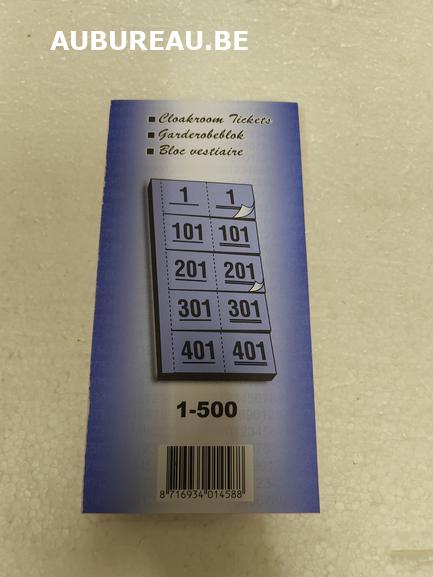 AUBUREAU.BE
Cloakroom Tickets
Garderobeblok
Bloc vestiaire
1 1
101 101
201 201
301 301
401 401
1-500
8 716934 014588